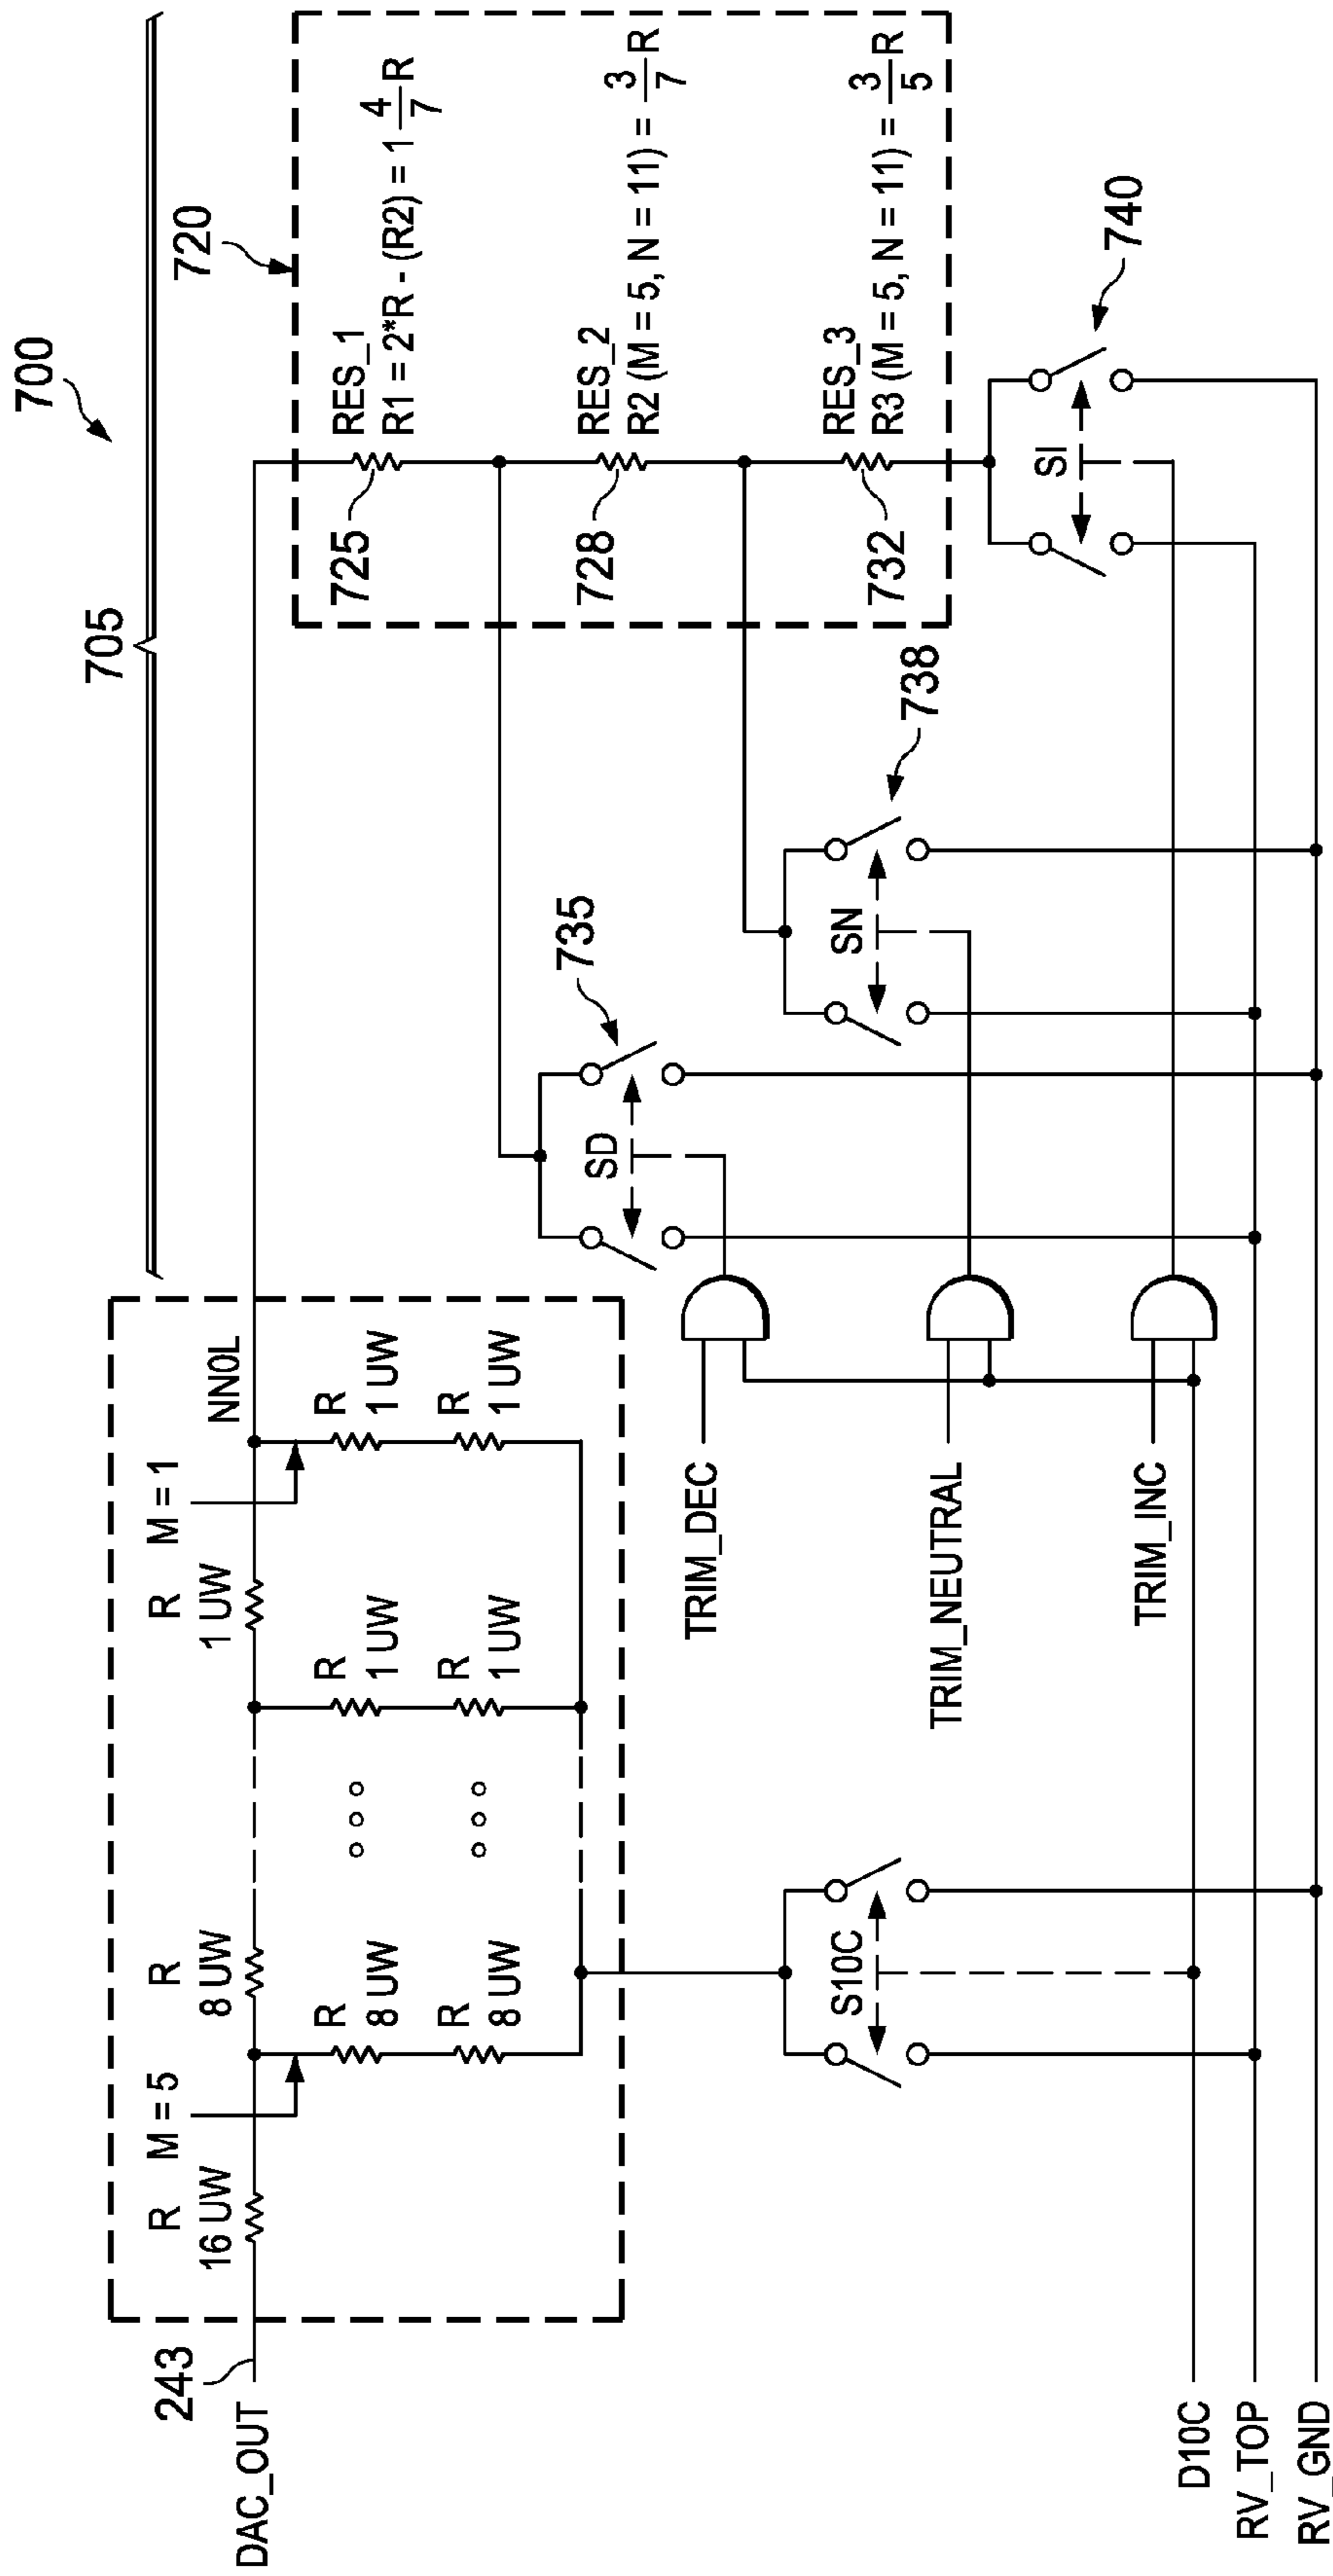 700
705
720
RES_1
R1 = 2*R - (R2) = 1 4/7 R
725
RES_2
R2 (M = 5, N = 11) = 3/7 R
728
RES_3
R3 (M = 5, N = 11) = 3/5 R
732
740
SI
738
SN
735
SD
243
DAC_OUT
R
16 UW
M = 5
R
8 UW
R
1 UW
M = 1
NN0L
R
8 UW
R
8 UW
R
1 UW
R
1 UW
R
1 UW
R
1 UW
S10C
TRIM_DEC
TRIM_NEUTRAL
TRIM_INC
D10C
RV_TOP
RV_GND